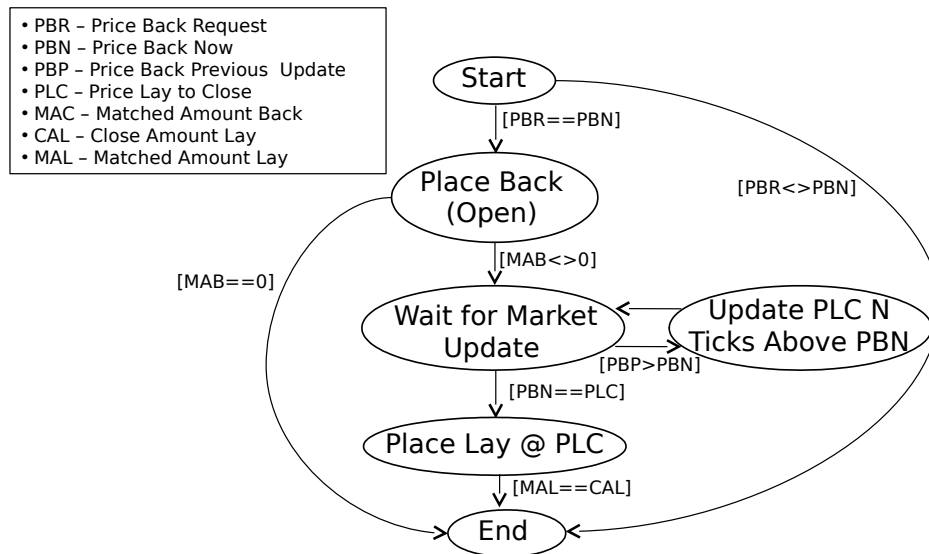 • PBR – Price Back Request
• PBN – Price Back Now
• PBP – Price Back Previous Update
• PLC – Price Lay to Close
• MAC – Matched Amount Back
• CAL – Close Amount Lay
• MAL – Matched Amount Lay
Start
[PBR==PBN]
Place Back
(Open)
[PBR<>PBN]
[MAB<>0]
[MAB==0]
Wait for Market
Update
Update PLC N
Ticks Above PBN
[PBP>PBN]
[PBN==PLC]
Place Lay @ PLC
[MAL==CAL]
End